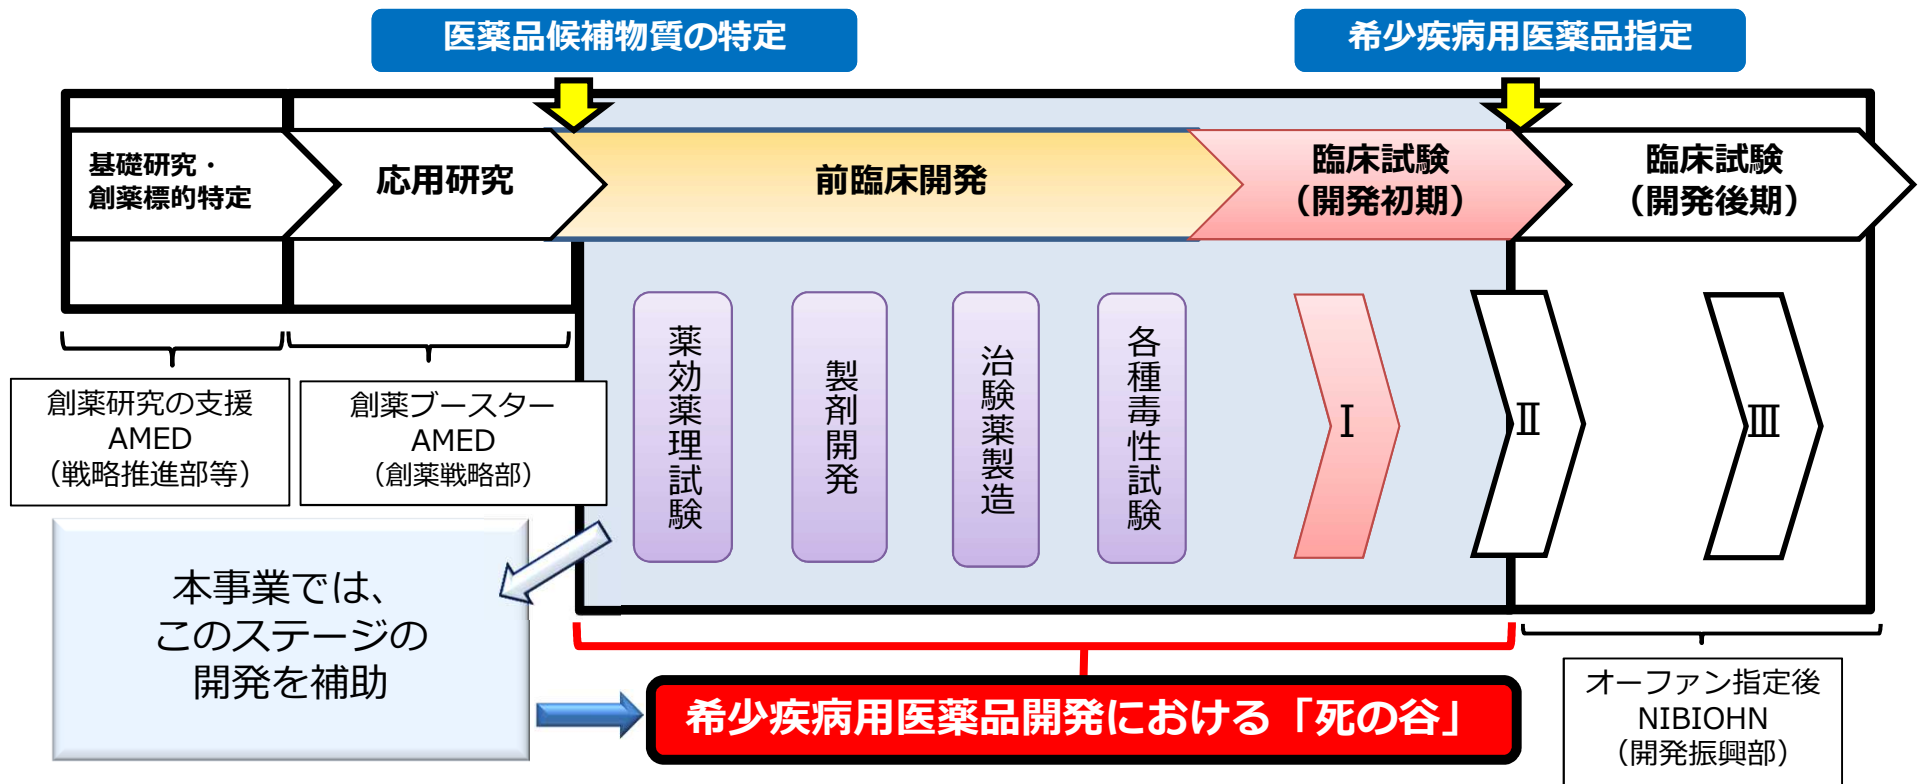 医薬品候補物質の特定
希少疾病用医薬品指定
基礎研究・
創薬標的特定
応用研究
前臨床開発
臨床試験
（開発初期）
臨床試験
（開発後期）
薬効薬理試験
製剤開発
治験薬製造
各種毒性試験
Ⅰ
Ⅱ
Ⅲ
創薬研究の支援
AMED
（戦略推進部等）
創薬ブースター
AMED
（創薬戦略部）
本事業では、
このステージの
開発を補助
希少疾病用医薬品開発における「死の谷」
オーファン指定後
NIBIOHN
（開発振興部）